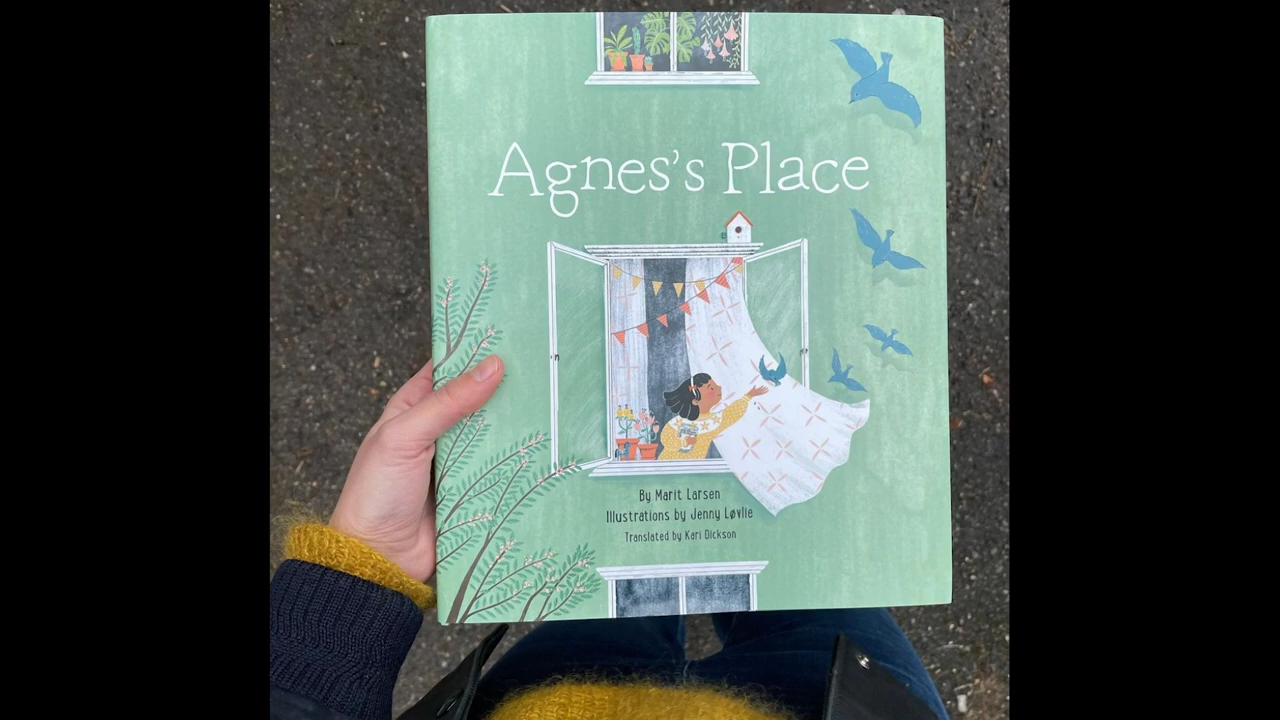 Agnes's Place
By Marit Larsen
Illustrations by Jenny Løvlie
Translated by Kari Dickson